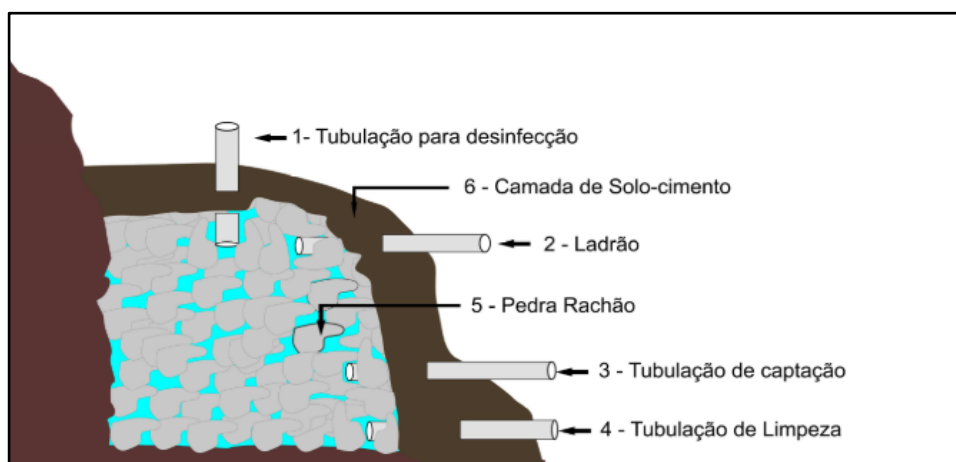 1- Tubulação para desinfecção
6 - Camada de Solo-cimento
2 - Ladrão
5 - Pedra Rachão
3 - Tubulação de captação
4 - Tubulação de Limpeza